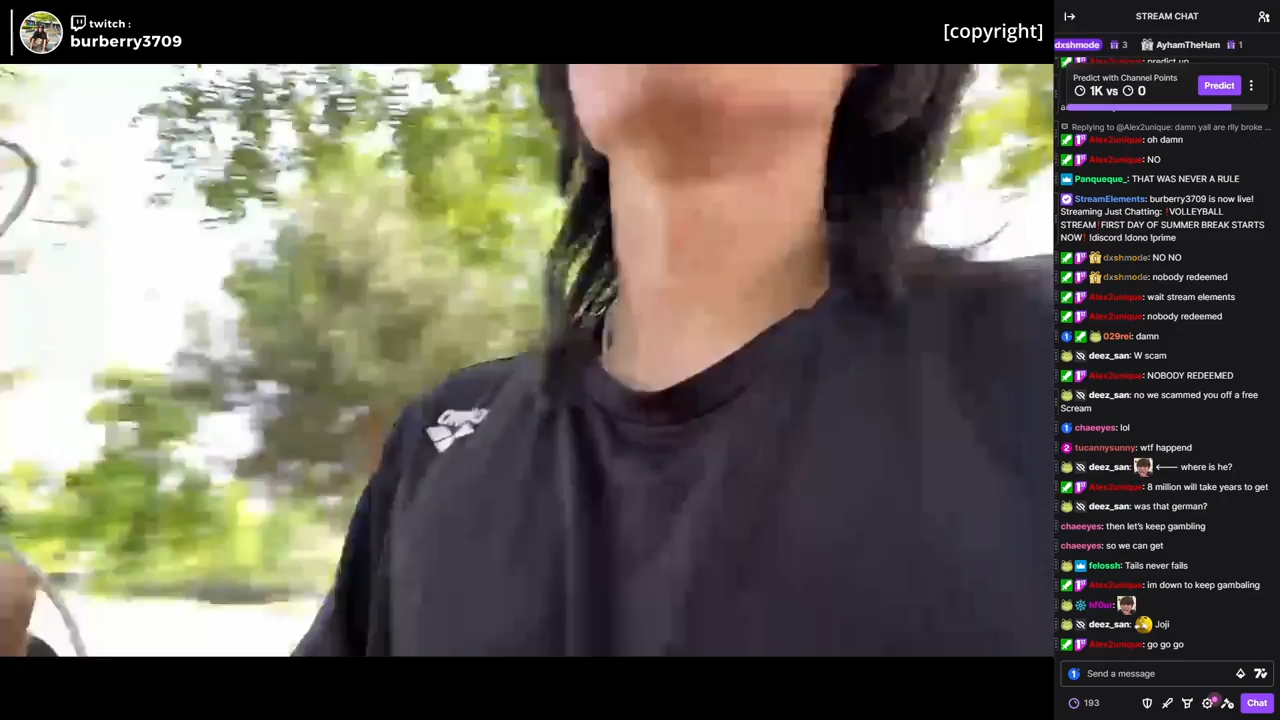 twitch :
burberry3709
[copyright]
STREAM CHAT
dxshmode 3 AyhamTheHam 1
Alex2unique: predict up
Predict with Channel Points
1K vs 0
Predict
Replying to @Alex2unique: damn yall are rlly broke ...
Alex2unique: oh damn
Alex2unique: NO
Panqueque_: THAT WAS NEVER A RULE
StreamElements: burberry3709 is now live!
Streaming Just Chatting: ❗VOLLEYBALL
STREAM❗FIRST DAY OF SUMMER BREAK STARTS
NOW❗ !discord !dono !prime
dxshmode: NO NO
dxshmode: nobody redeemed
Alex2unique: wait stream elements
Alex2unique: nobody redeemed
029rei: damn
deez_san: W scam
Alex2unique: NOBODY REDEEMED
deez_san: no we scammed you off a free
Scream
chaeeyes: lol
tucannysunny: wtf happend
deez_san: <—– where is he?
Alex2unique: 8 million will take years to get
deez_san: was that german?
chaeeyes: then let's keep gambling
chaeeyes: so we can get
felossh: Tails never fails
Alex2unique: im down to keep gambaling
hf0ur:
deez_san: Joji
Alex2unique: go go go
Send a message
193
Chat